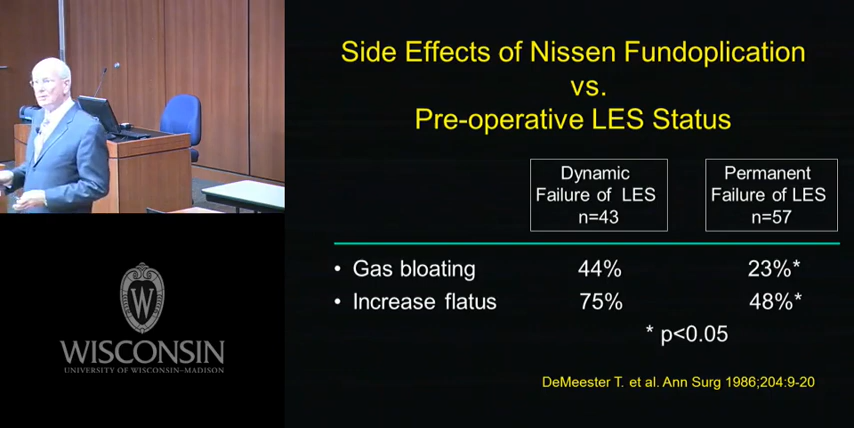 Side Effects of Nissen Fundoplication
vs.
Pre-operative LES Status
Dynamic
Failure of LES
n=43
Permanent
Failure of LES
n=57
• Gas bloating 44% 23%*
• Increase flatus 75% 48%*
* p<0.05
DeMeester T. et al. Ann Surg 1986;204:9-20
W
WISCONSIN
UNIVERSITY OF WISCONSIN–MADISON